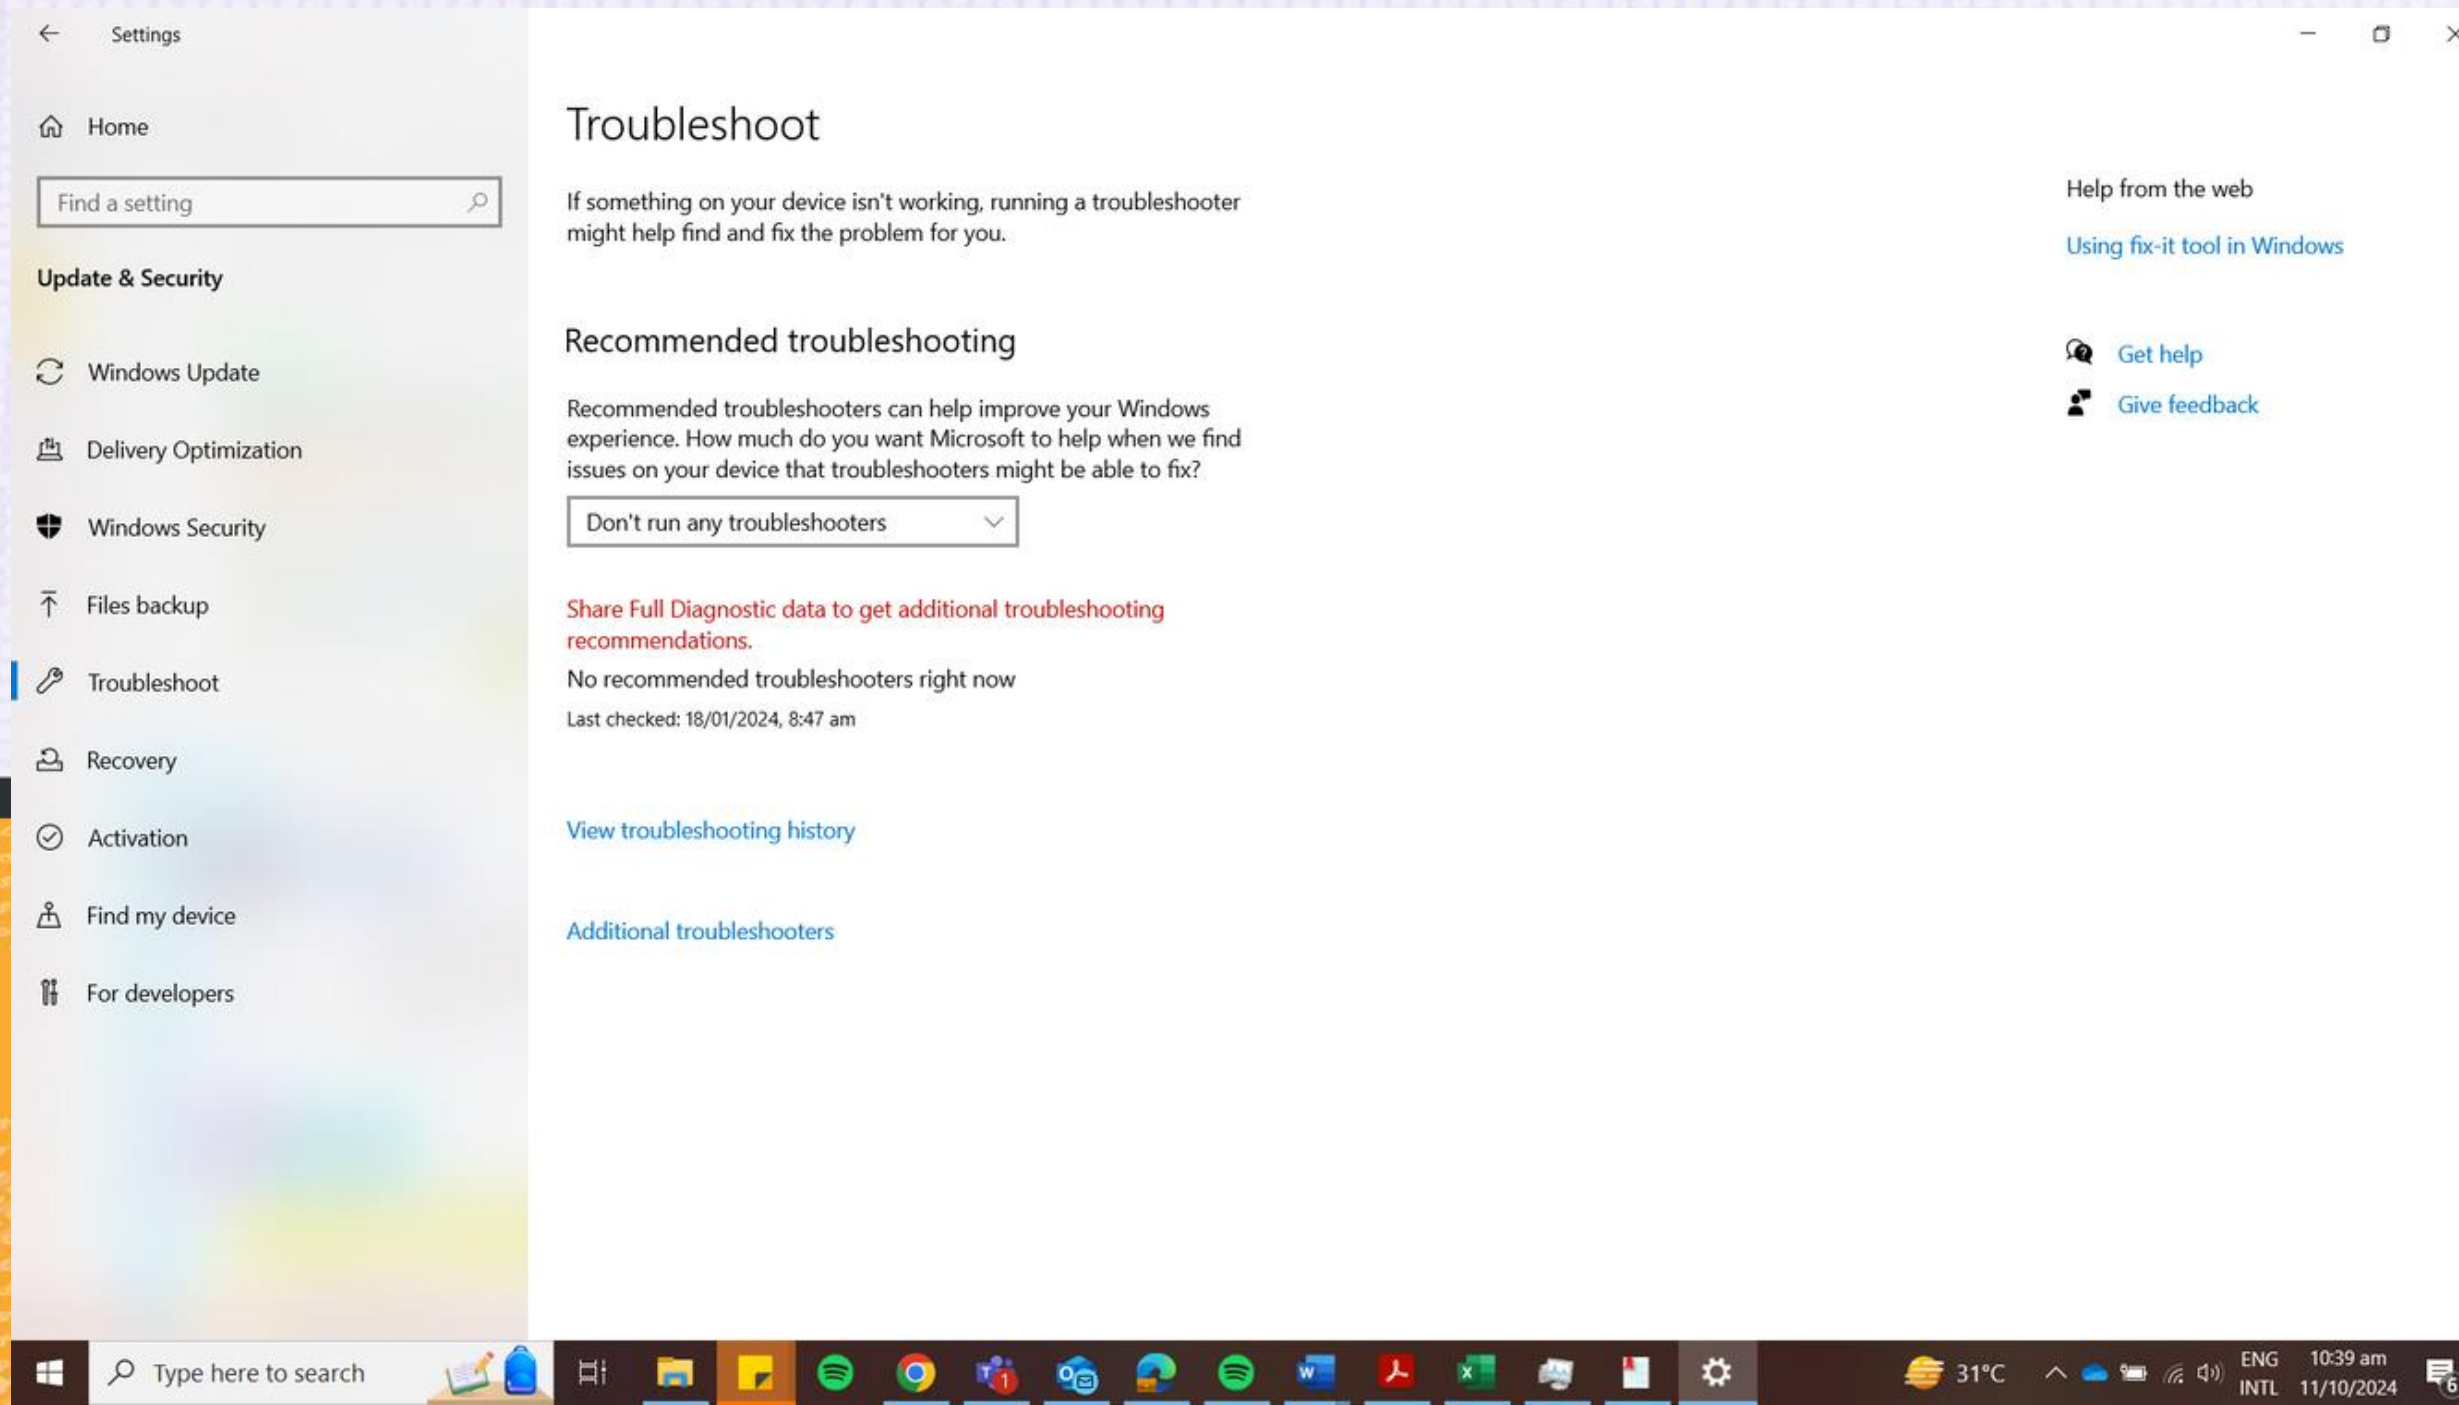 Settings
Home
Find a setting
Update & Security
Windows Update
Delivery Optimization
Windows Security
Files backup
Troubleshoot
Recovery
Activation
Find my device
For developers
Troubleshoot
If something on your device isn't working, running a troubleshooter
might help find and fix the problem for you.
Recommended troubleshooting
Recommended troubleshooters can help improve your Windows
experience. How much do you want Microsoft to help when we find
issues on your device that troubleshooters might be able to fix?
Don't run any troubleshooters
Share Full Diagnostic data to get additional troubleshooting
recommendations.
No recommended troubleshooters right now
Last checked: 18/01/2024, 8:47 am
View troubleshooting history
Additional troubleshooters
Help from the web
Using fix-it tool in Windows
Get help
Give feedback
Type here to search
31°C
ENG
INTL
10:39 am
11/10/2024
6